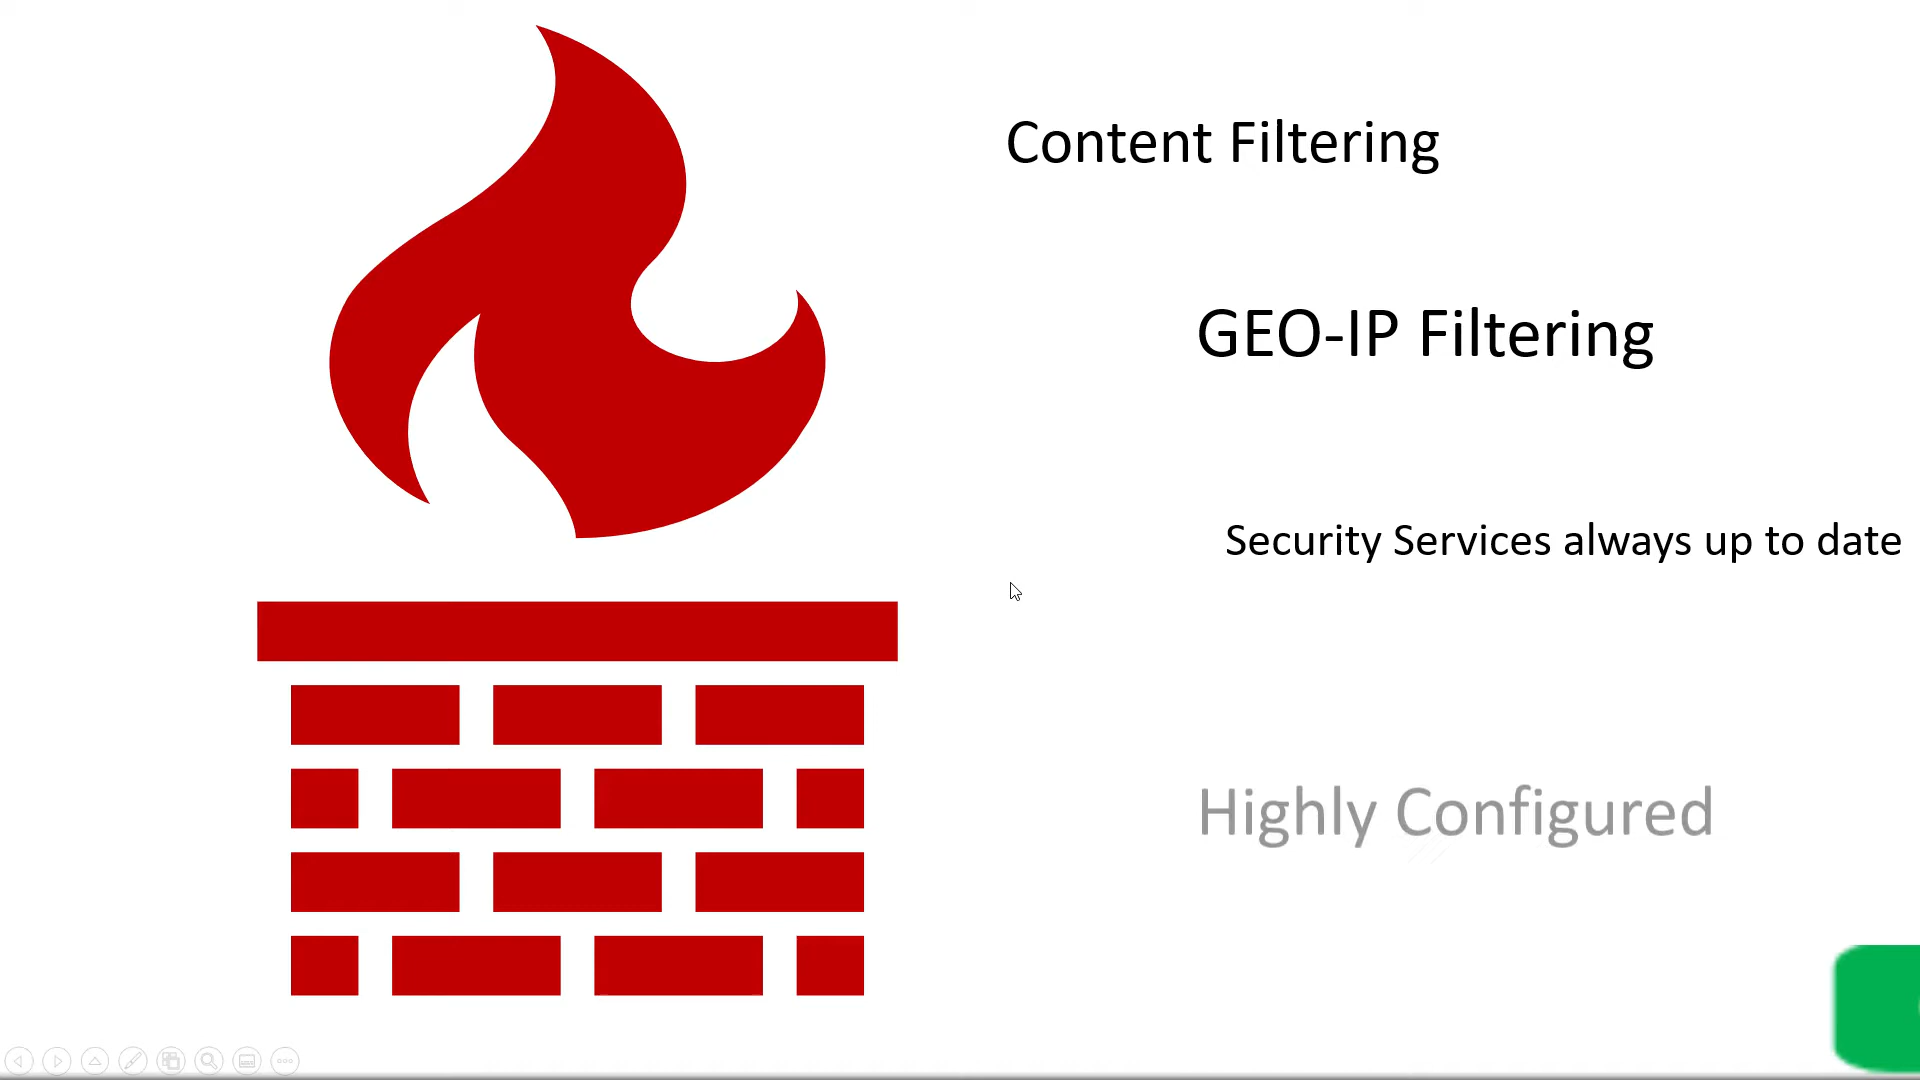 Content Filtering
GEO-IP Filtering
Security Services always up to date
Highly Configured